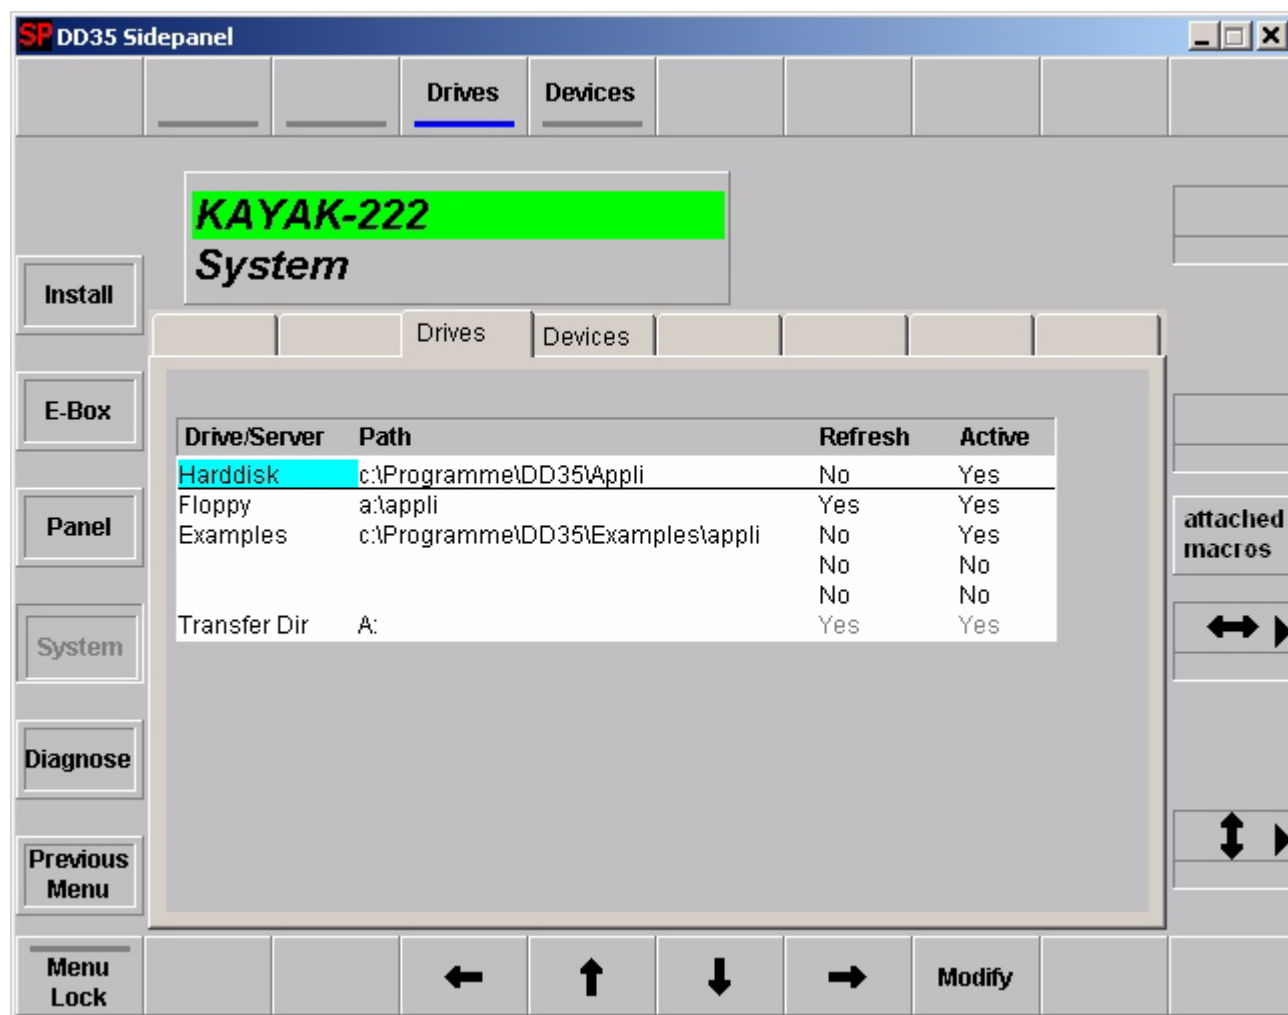 SP DD35 Sidepanel
Drives Devices
KAYAK-222
System
Install
Drives Devices
E-Box
Drive/Server Path Refresh Active
Harddisk c:\Programme\DD35\Appli No Yes
Floppy a:\appli Yes Yes
Examples c:\Programme\DD35\Examples\appli No Yes
No No
No No
Transfer Dir A: Yes Yes
Panel
attached
macros
System
Diagnose
Previous
Menu
Menu
Lock
Modify